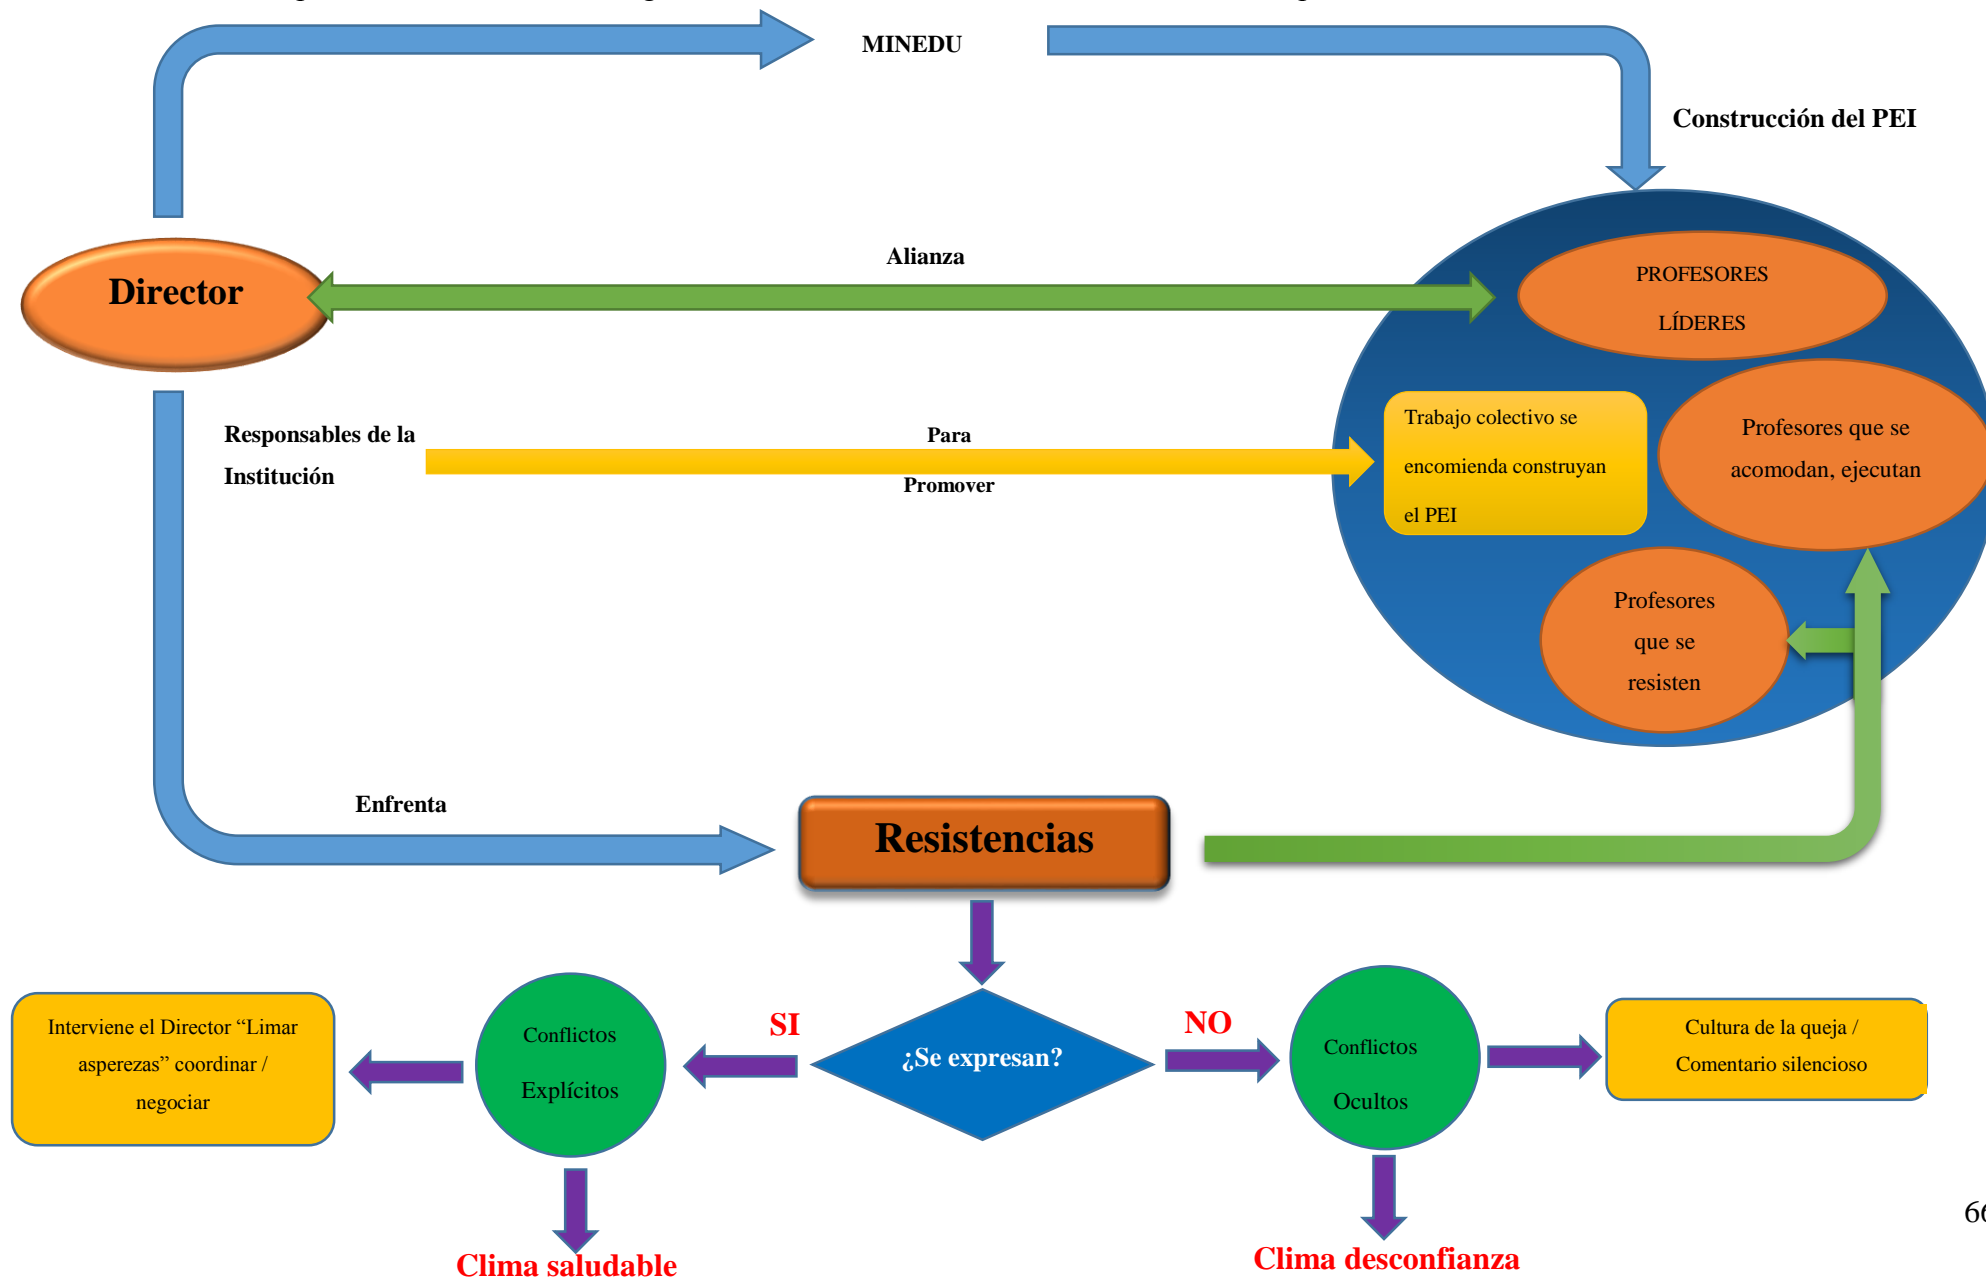 MINEDU
Construcción del PEI
Alianza
Director
PROFESORES
LÍDERES
Responsables de la
Institución
Para
Promover
Trabajo colectivo se
encomienda construyan
el PEI
Profesores que se
acomodan, ejecutan
Profesores
que se
resisten
Enfrenta
Resistencias
SI
¿Se expresan?
NO
Interviene el Director “Limar
asperezas” coordinar /
negociar
Conflictos
Explícitos
Conflictos
Ocultos
Cultura de la queja /
Comentario silencioso
Clima saludable
Clima desconfianza
66